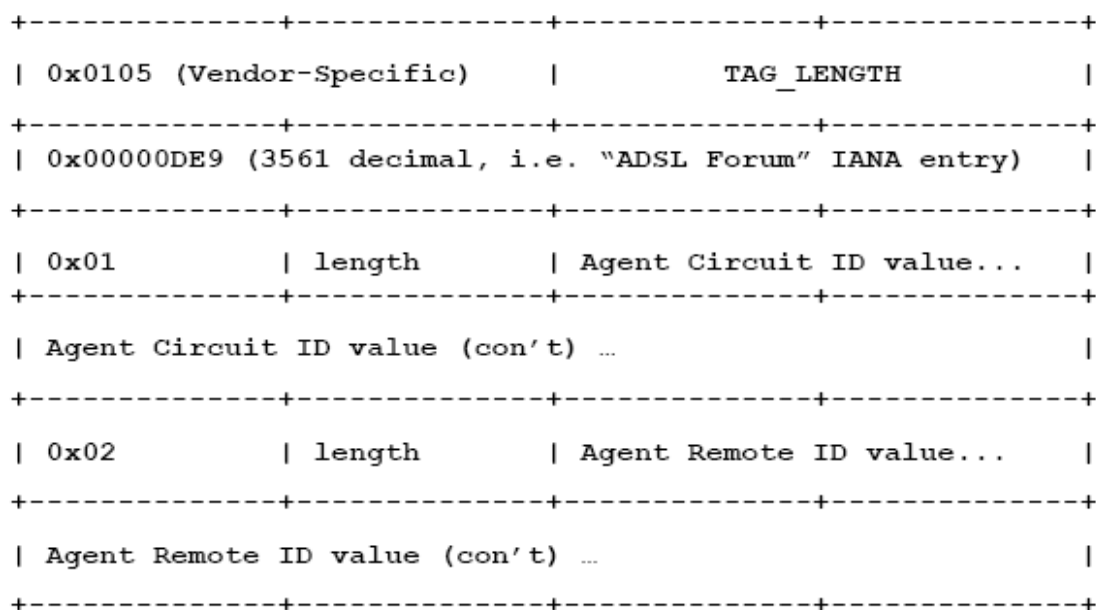 +--------------+--------------+--------------+--------------+
| 0x0105 (Vendor-Specific) | TAG_LENGTH |
+--------------+--------------+--------------+--------------+
| 0x00000DE9 (3561 decimal, i.e. “ADSL Forum” IANA entry) |
+--------------+--------------+--------------+--------------+
| 0x01 | length | Agent Circuit ID value... |
+--------------+--------------+--------------+--------------+
| Agent Circuit ID value (con’t) … |
+--------------+--------------+--------------+--------------+
| 0x02 | length | Agent Remote ID value... |
+--------------+--------------+--------------+--------------+
| Agent Remote ID value (con’t) … |
+--------------+--------------+--------------+--------------+